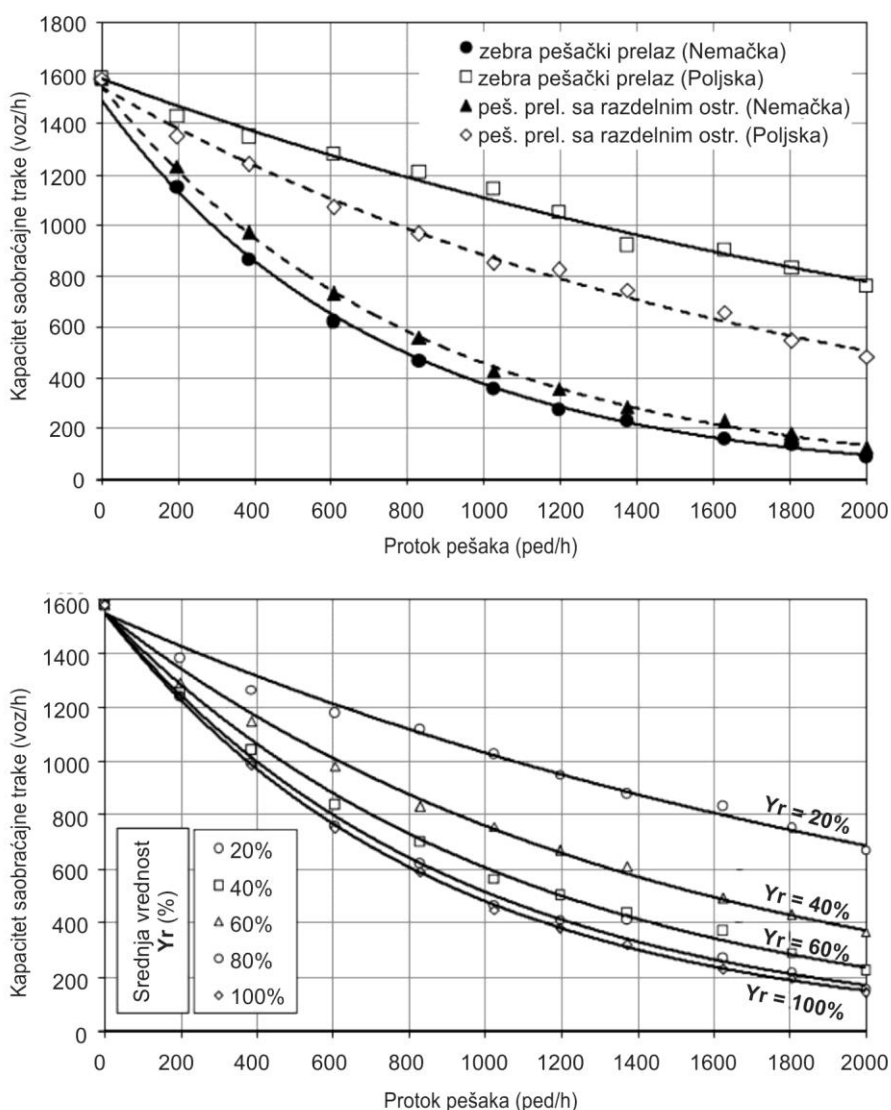 1800
1600
1400
1200
1000
800
600
400
200
0
Kapacitet saobraćajne trake (voz/h)
zebra pešački prelaz (Nemačka)
zebra pešački prelaz (Poljska)
peš. prel. sa razdelnim ostr. (Nemačka)
peš. prel. sa razdelnim ostr. (Poljska)
0 200 400 600 800 1000 1200 1400 1600 1800 2000
Protok pešaka (ped/h)
1600
1400
1200
1000
800
600
400
200
0
Kapacitet saobraćajne trake (voz/h)
Srednja vrednost
Yr (%)
20%
40%
60%
80%
100%
Yr = 20%
Yr = 40%
Yr = 60%
Yr = 100%
0 200 400 600 800 1000 1200 1400 1600 1800 2000
Protok pešaka (ped/h)